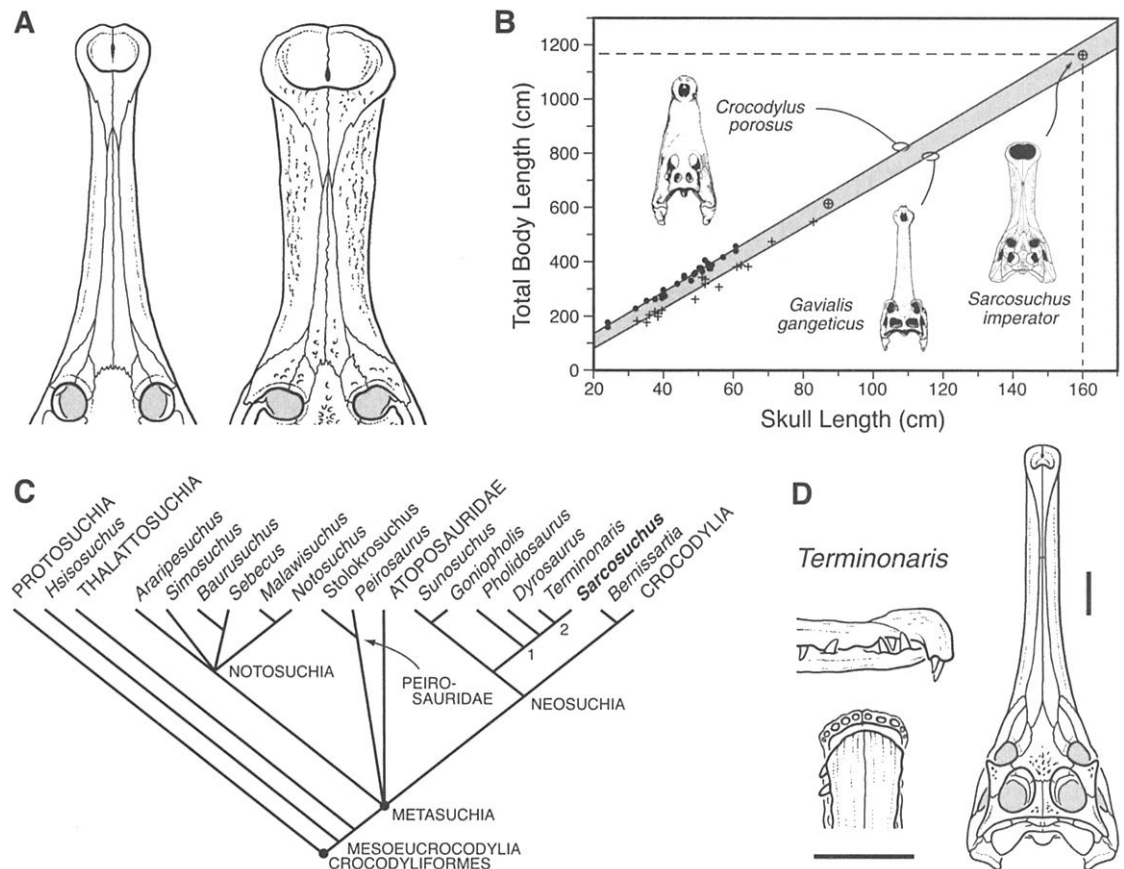 A
B
Total Body Length (cm)
1200
1000
800
600
400
200
0
20
40
60
80
100
120
140
160
Skull Length (cm)
Crocodylus
porosus
Gavialis
gangeticus
Sarcosuchus
imperator
C
PROTOSUCHIA
Hsisosuchus
THALATTOSUCHIA
Araripesuchus
Simosuchus
Baurusuchus
Sebecus
Malawisuchus
Notosuchus
Stolokrosuchus
Peirosaurus
ATOPOSAURIDAE
Sunosuchus
Goniopholis
Pholidosaurus
Dyrosaurus
Terminonaris
Sarcosuchus
Bernissartia
CROCODYLIA
2
1
NOTOSUCHIA
PEIRO-
SAURIDAE
NEOSUCHIA
METASUCHIA
MESOEUCROCODYLIA
CROCODYLIFORMES
D
Terminonaris